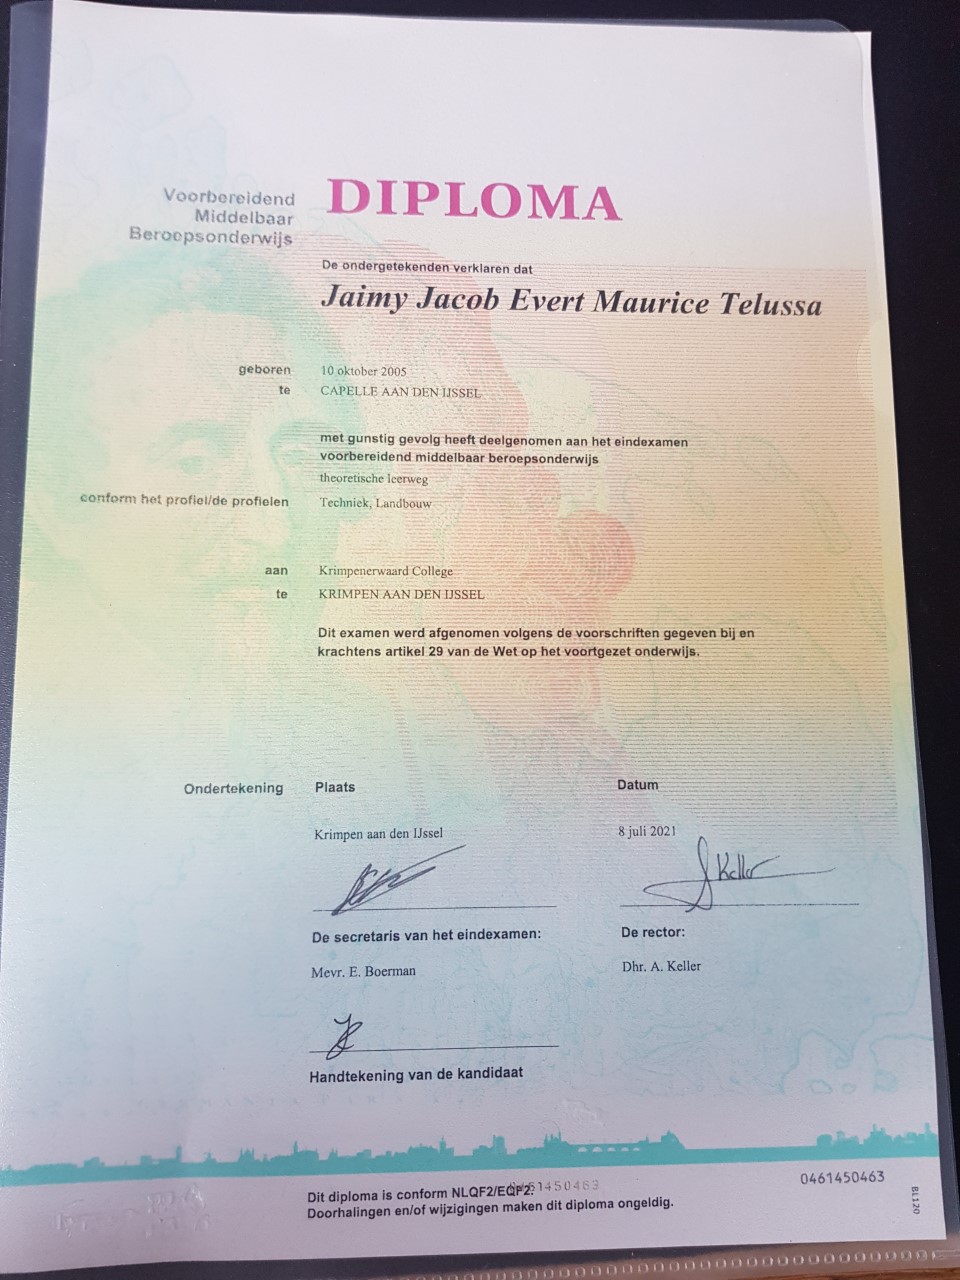 Voorbereidend
Middelbaar
Beroepsonderwijs
DIPLOMA
De ondergetekenden verklaren dat
Jaimy Jacob Evert Maurice Telussa
geboren 10 oktober 2005
te CAPELLE AAN DEN IJSSEL
met gunstig gevolg heeft deelgenomen aan het eindexamen
voorbereidend middelbaar beroepsonderwijs
theoretische leerweg
conform het profiel/de profielen Techniek, Landbouw
aan Krimpenerwaard College
te KRIMPEN AAN DEN IJSSEL
Dit examen werd afgenomen volgens de voorschriften gegeven bij en
krachtens artikel 29 van de Wet op het voortgezet onderwijs.
Ondertekening Plaats Datum
Krimpen aan den IJssel 8 juli 2021
Keller
De secretaris van het eindexamen: De rector:
Mevr. E. Boerman Dhr. A. Keller
Handtekening van de kandidaat
Dit diploma is conform NLQF2/EQF2.
Doorhalingen en/of wijzigingen maken dit diploma ongeldig.
0461450463
BL120